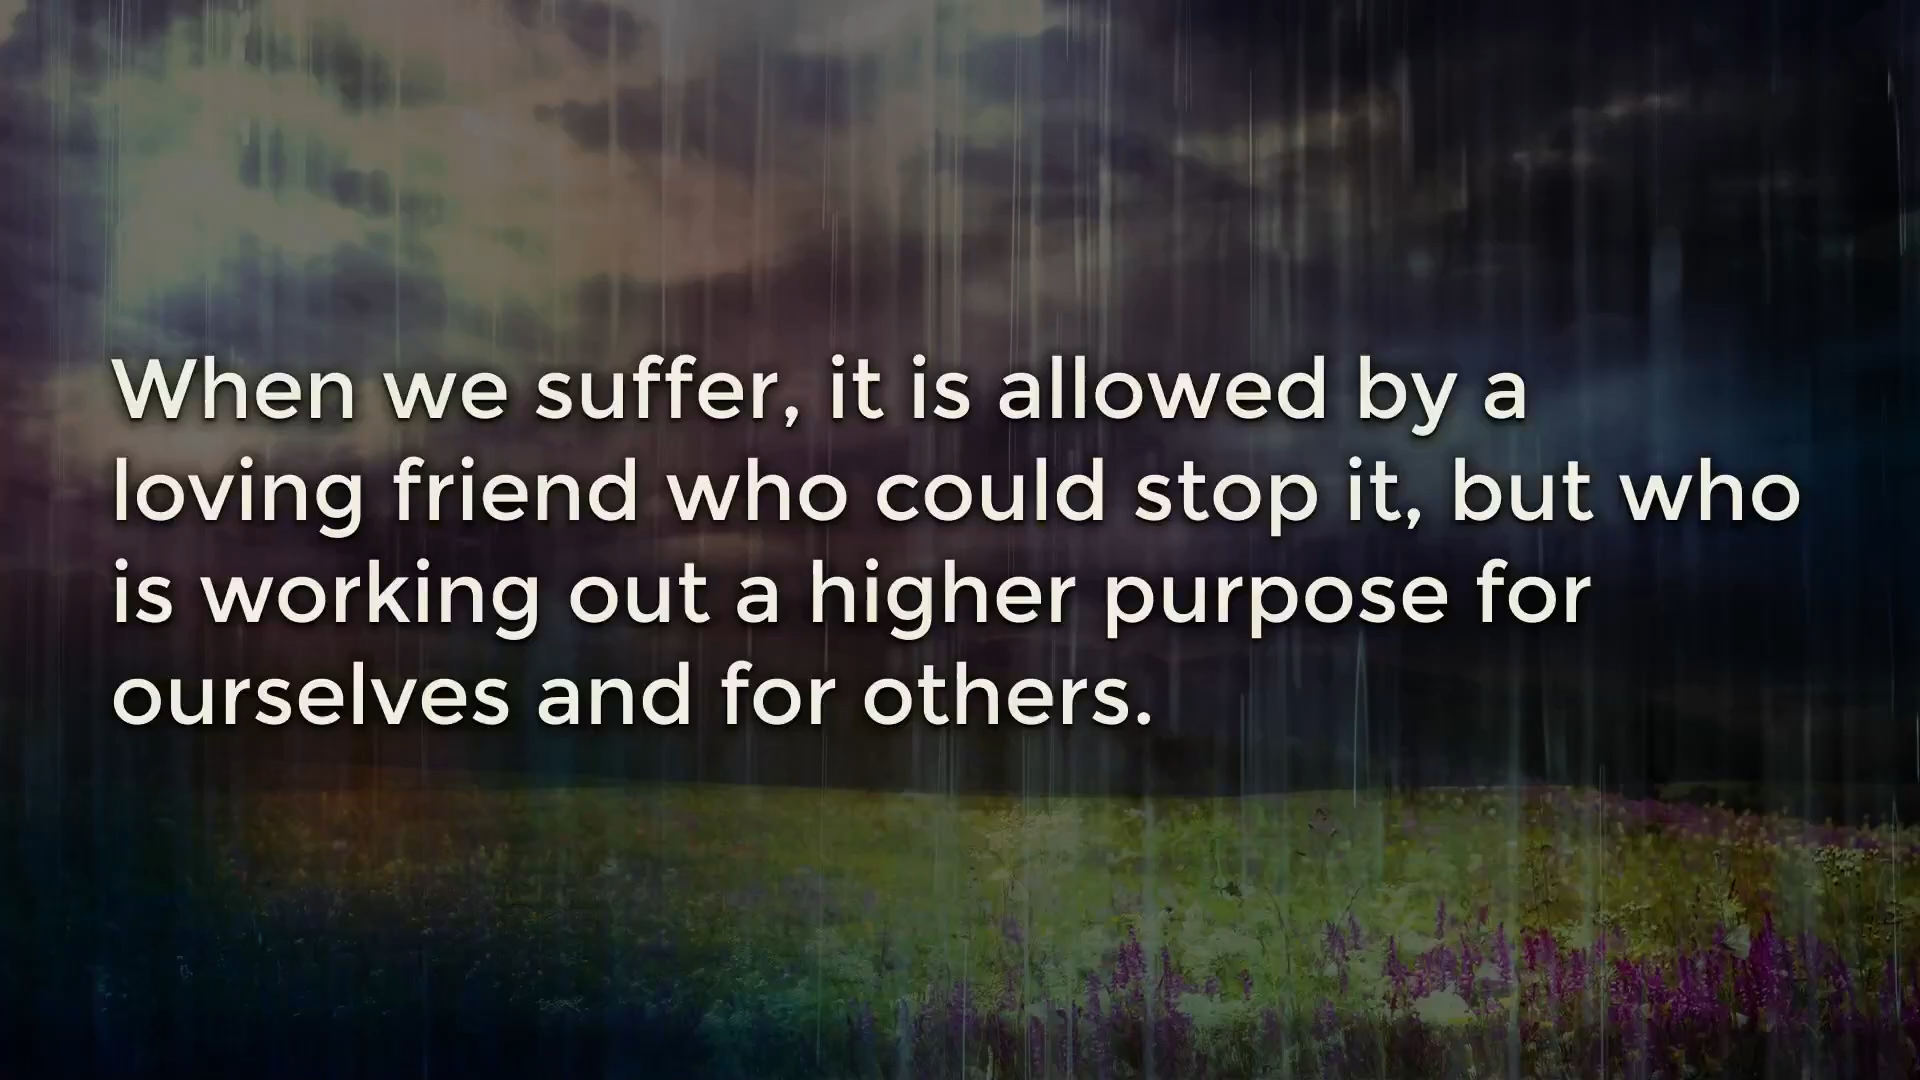 When we suffer, it is allowed by a
loving friend who could stop it, but who
is working out a higher purpose for
ourselves and for others.